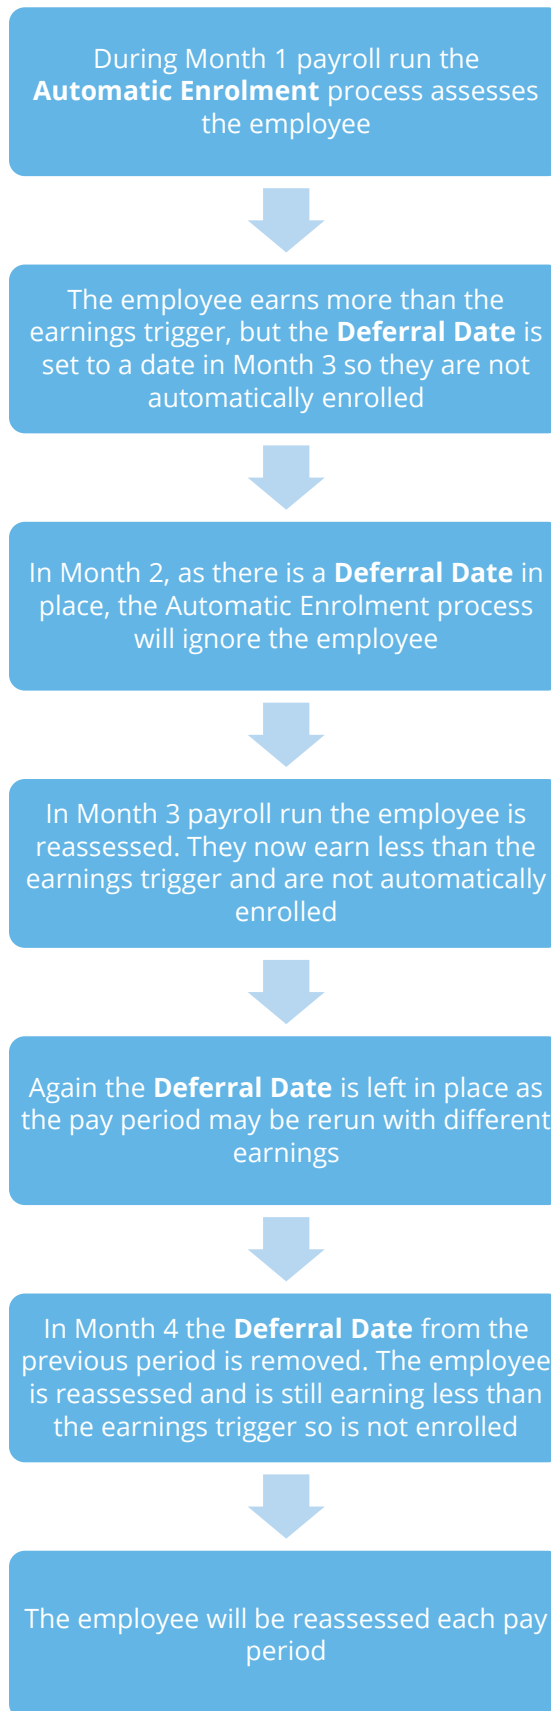 During Month 1 payroll run the
Automatic Enrolment process assesses
the employee
The employee earns more than the
earnings trigger, but the Deferral Date is
set to a date in Month 3 so they are not
automatically enrolled
In Month 2, as there is a Deferral Date in
place, the Automatic Enrolment process
will ignore the employee
In Month 3 payroll run the employee is
reassessed. They now earn less than the
earnings trigger and are not automatically
enrolled
Again the Deferral Date is left in place as
the pay period may be rerun with different
earnings
In Month 4 the Deferral Date from the
previous period is removed. The employee
is reassessed and is still earning less than
the earnings trigger so is not enrolled
The employee will be reassessed each pay
period